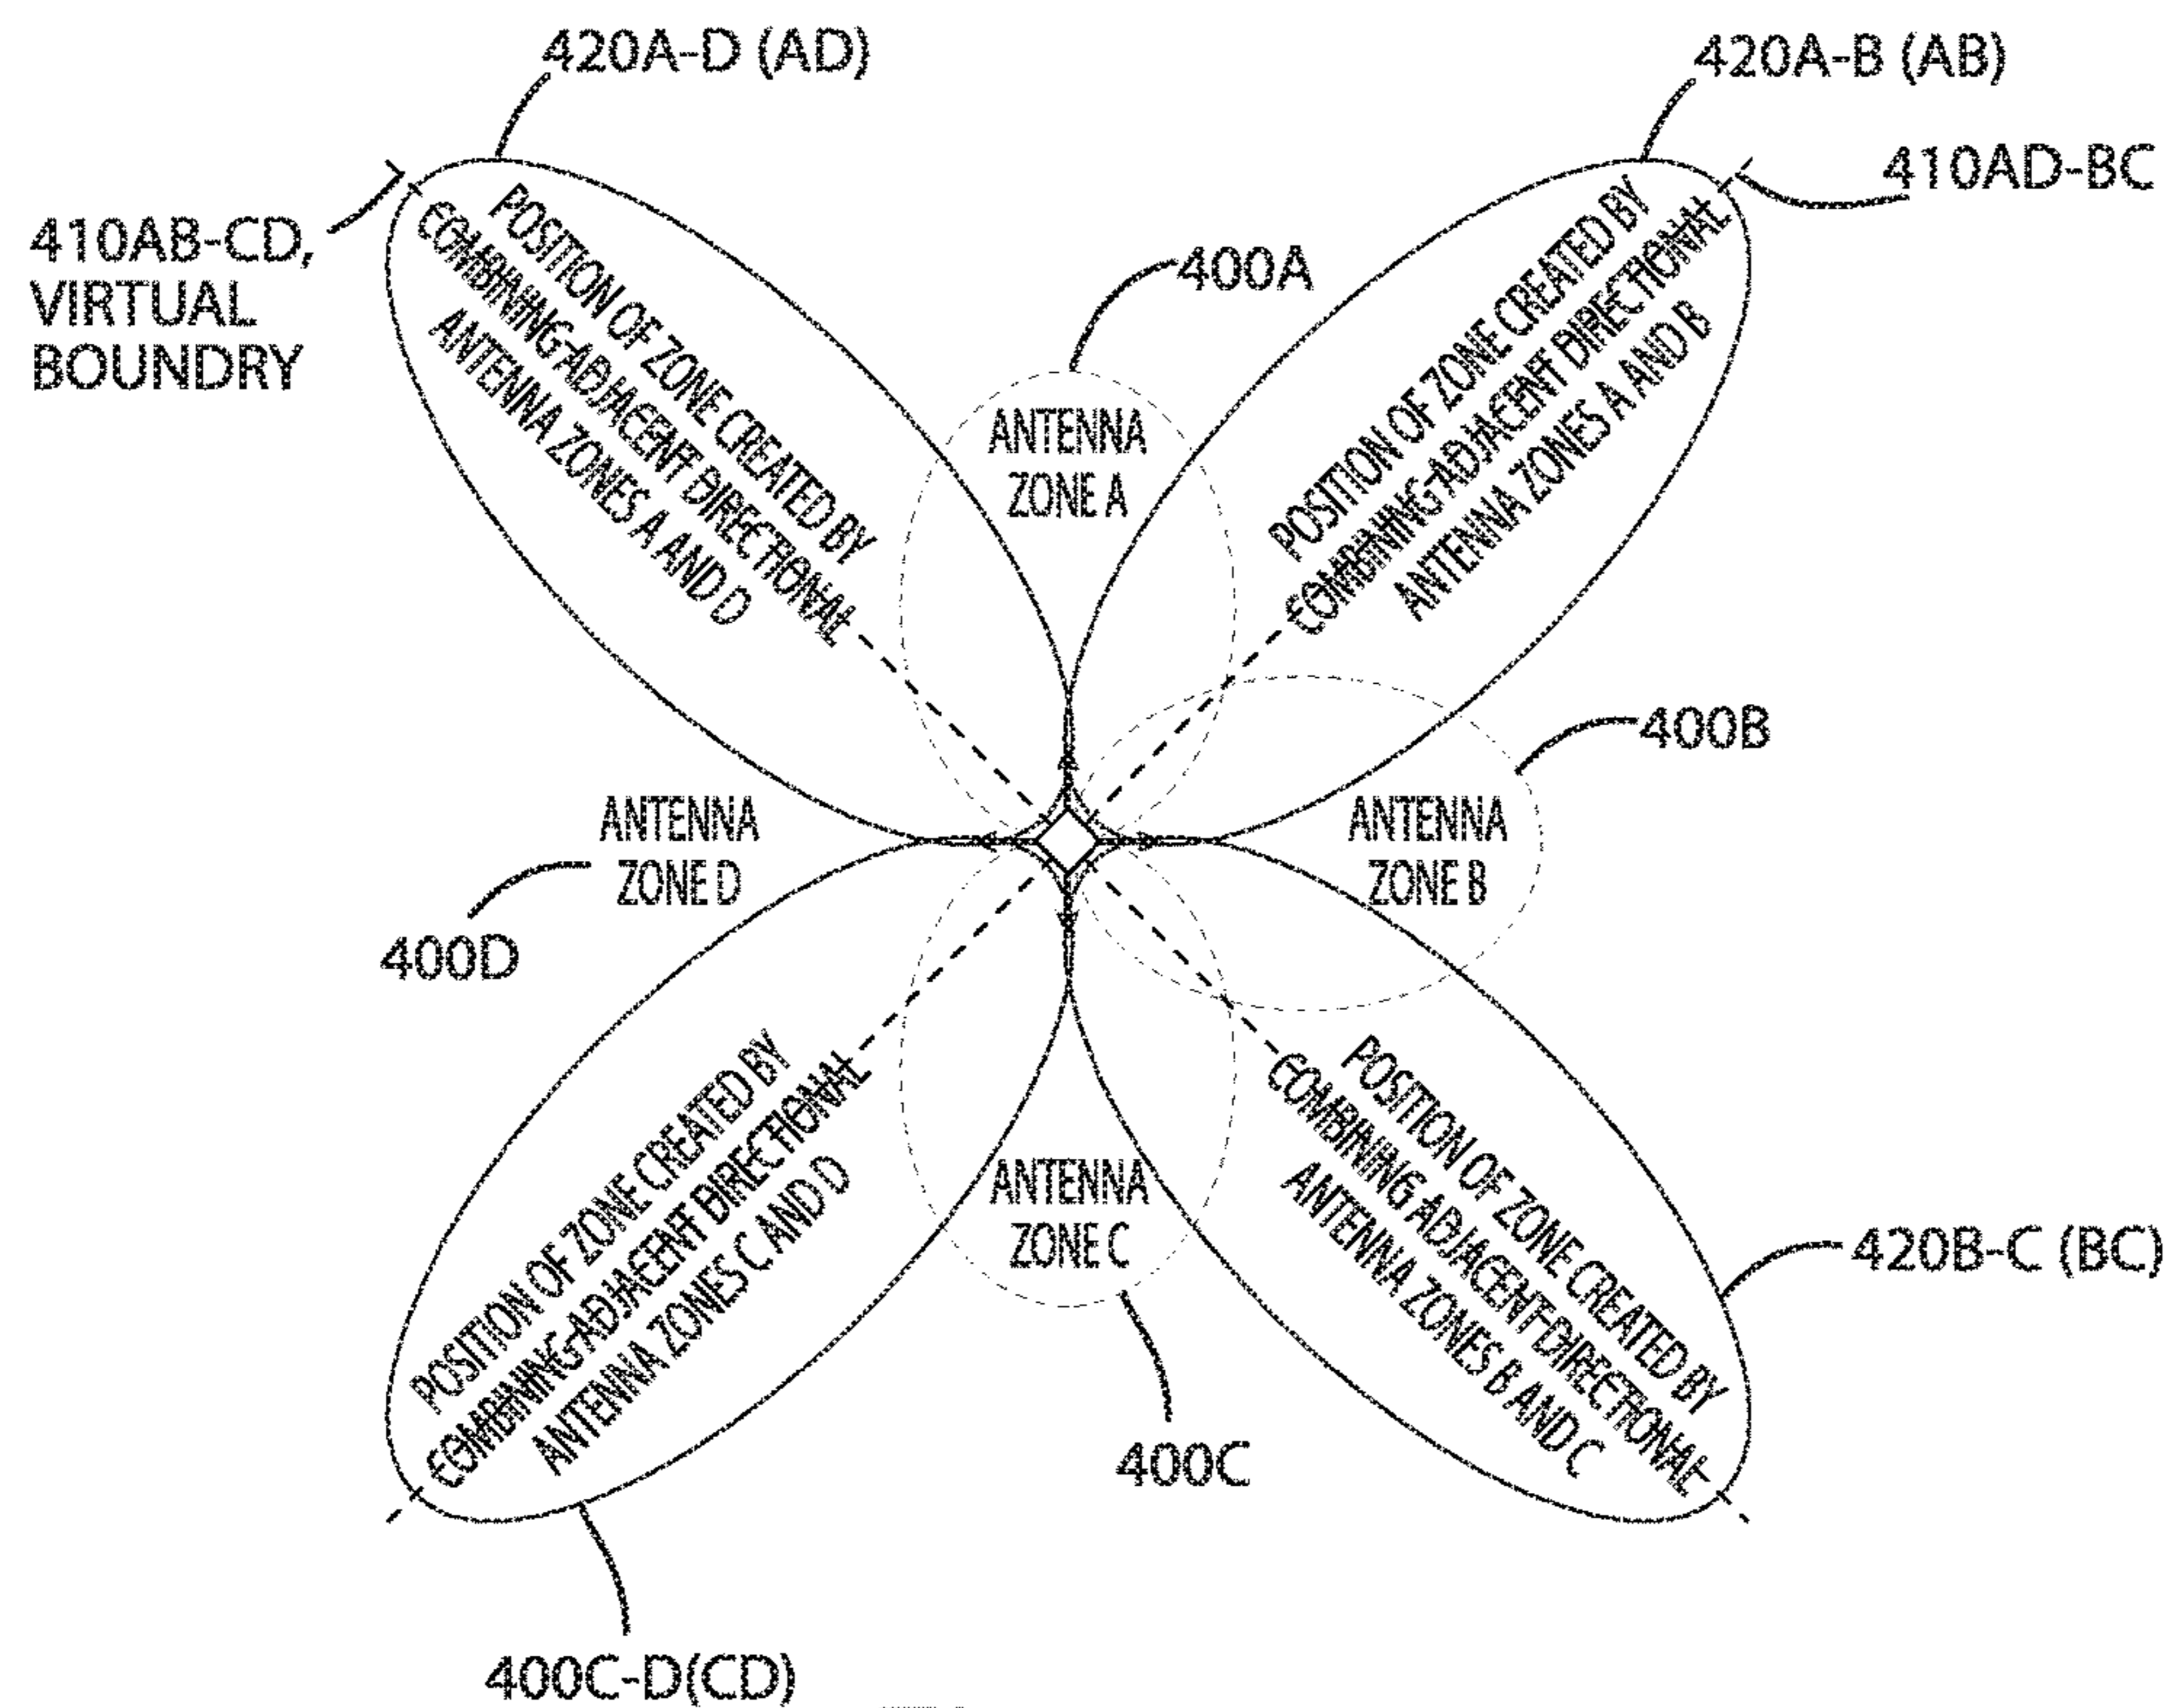 420A-D (AD)
420A-B (AB)
410AD-BC
410AB-CD,
VIRTUAL
BOUNDRY
400A
POSITION OF ZONE CREATED BY
COMBINING ADJACENT DIRECTIONAL
ANTENNA ZONES A AND D
ANTENNA
ZONE A
POSITION OF ZONE CREATED BY
COMBINING ADJACENT DIRECTIONAL
ANTENNA ZONES A AND B
400B
ANTENNA
ZONE D
ANTENNA
ZONE B
400D
POSITION OF ZONE CREATED BY
COMBINING ADJACENT DIRECTIONAL
ANTENNA ZONES C AND D
ANTENNA
ZONE C
POSITION OF ZONE CREATED BY
COMBINING ADJACENT DIRECTIONAL
ANTENNA ZONES B AND C
420B-C (BC)
400C
400C-D(CD)